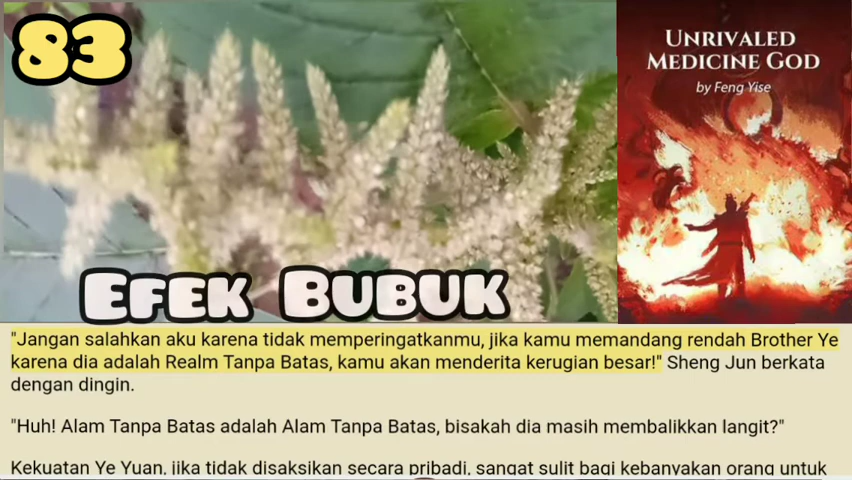 83
UNRIVALED
MEDICINE GOD
by Feng Yise
EFEK BUBUK
"Jangan salahkan aku karena tidak memperingatkanmu, jika kamu memandang rendah Brother Ye
karena dia adalah Realm Tanpa Batas, kamu akan menderita kerugian besar!" Sheng Jun berkata
dengan dingin.
"Huh! Alam Tanpa Batas adalah Alam Tanpa Batas, bisakah dia masih membalikkan langit?"
Kekuatan Ye Yuan, jika tidak disaksikan secara pribadi, sangat sulit bagi kebanyakan orang untuk